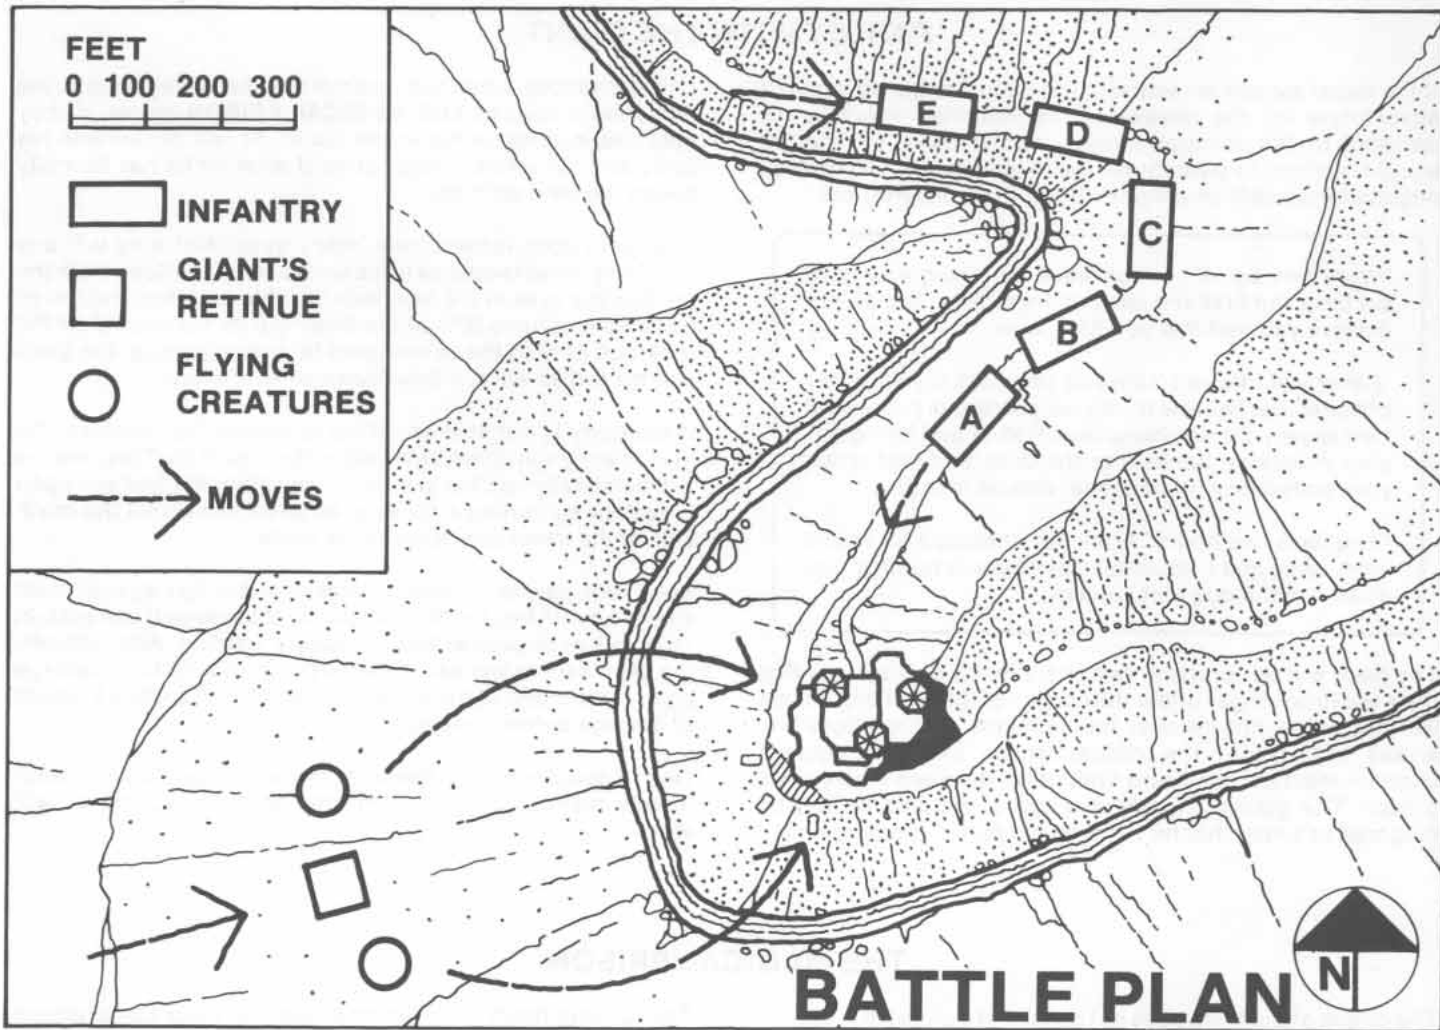 FEET
0 100 200 300
INFANTRY
GIANT'S
RETINUE
FLYING
CREATURES
MOVES
E
D
C
B
A
BATTLE PLAN
N